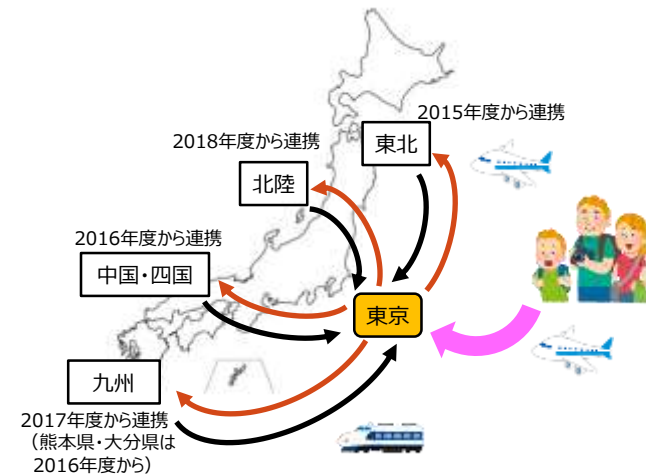 2015年度から連携
東北
2018年度から連携
北陸
2016年度から連携
中国・四国
東京
九州
2017年度から連携
（熊本県・大分県は
2016年度から）